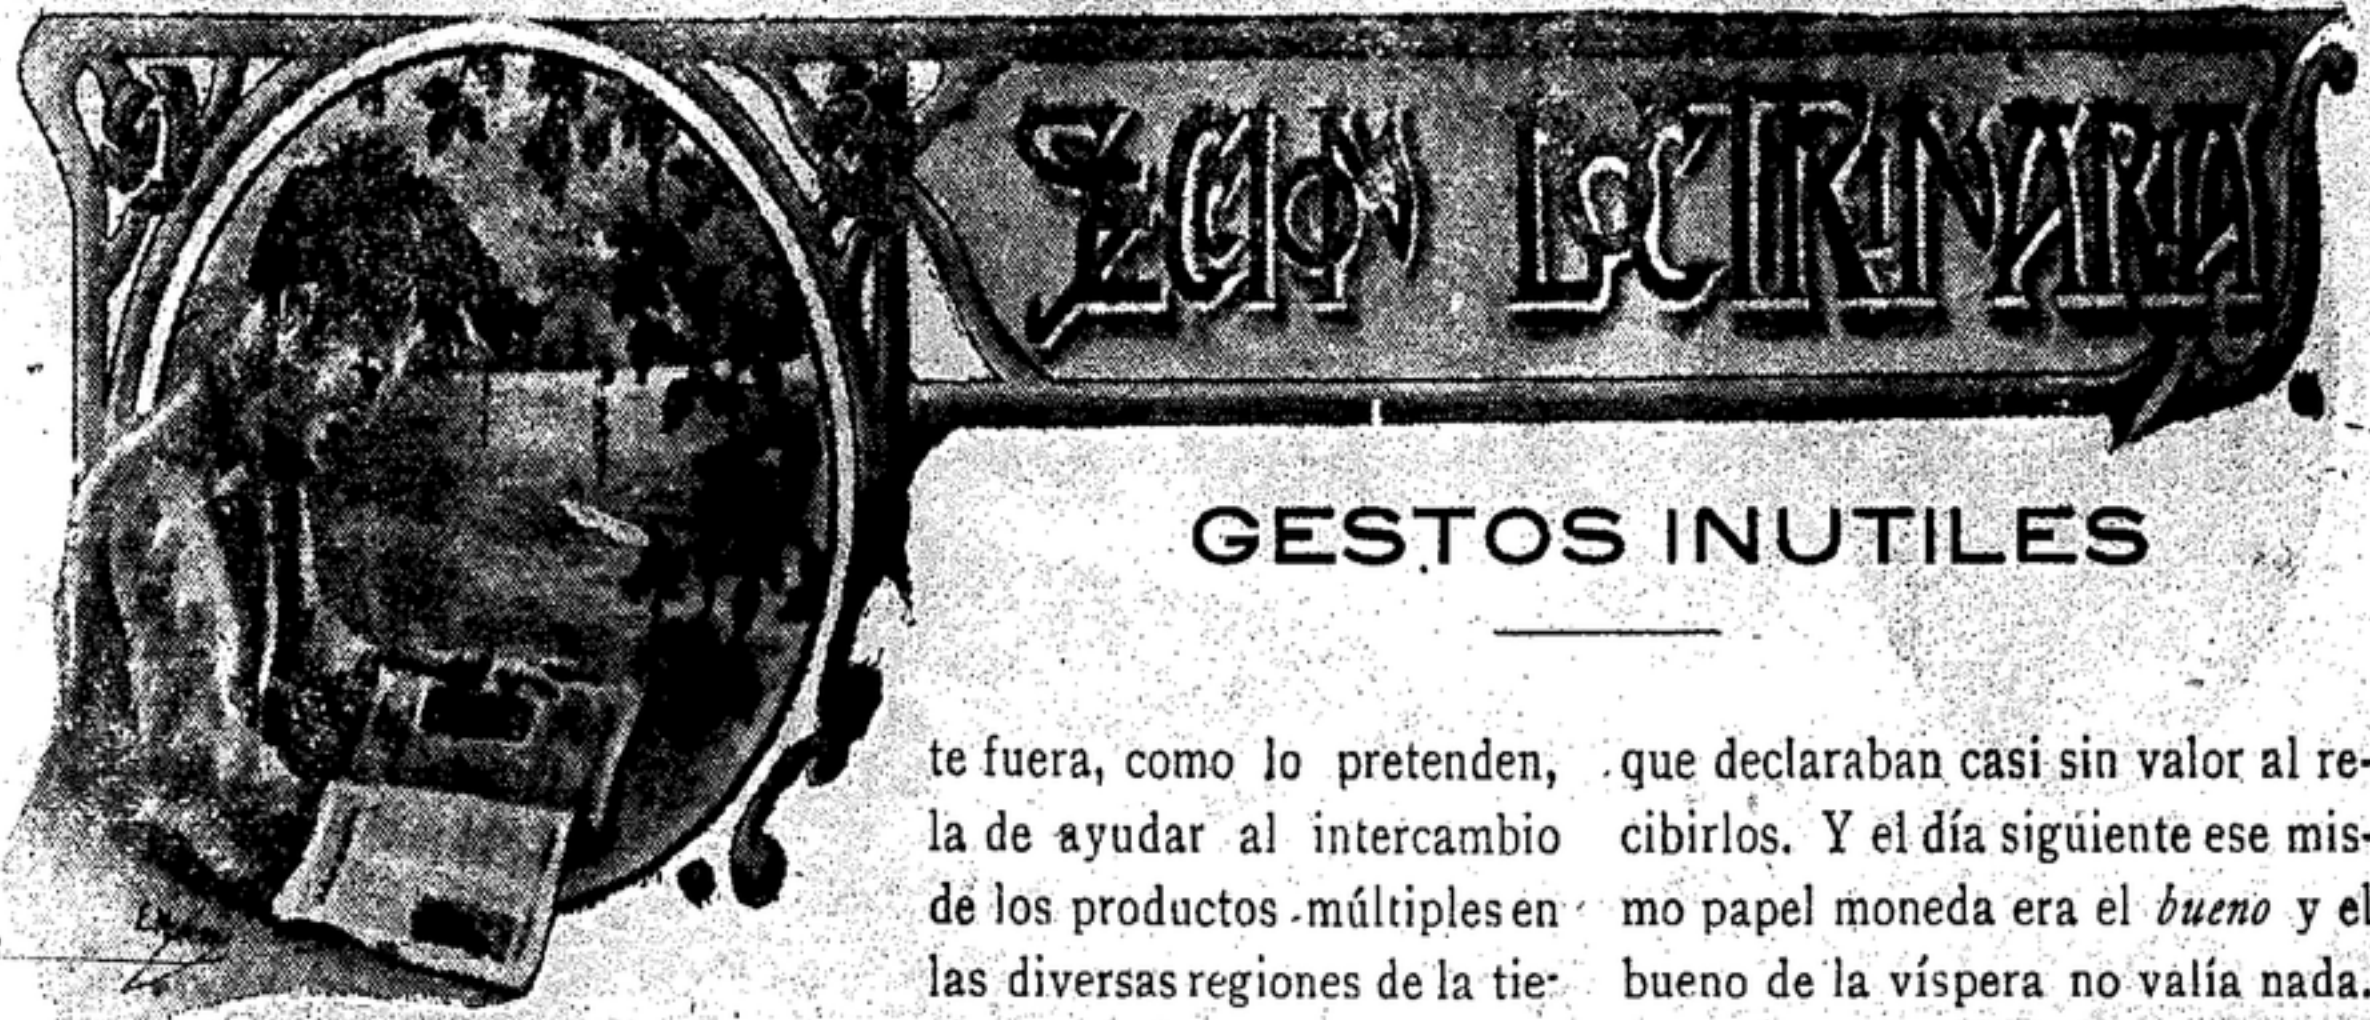 SECCION DOCTRINARIA
GESTOS INUTILES
te fuera, como lo pretenden,
la de ayudar al intercambio
de los productos múltiples en
las diversas regiones de la tie-
que declaraban casi sin valor al re-
cibirlos. Y el día siguiente ese mis-
mo papel moneda era el bueno y el
bueno de la víspera no valía nada.